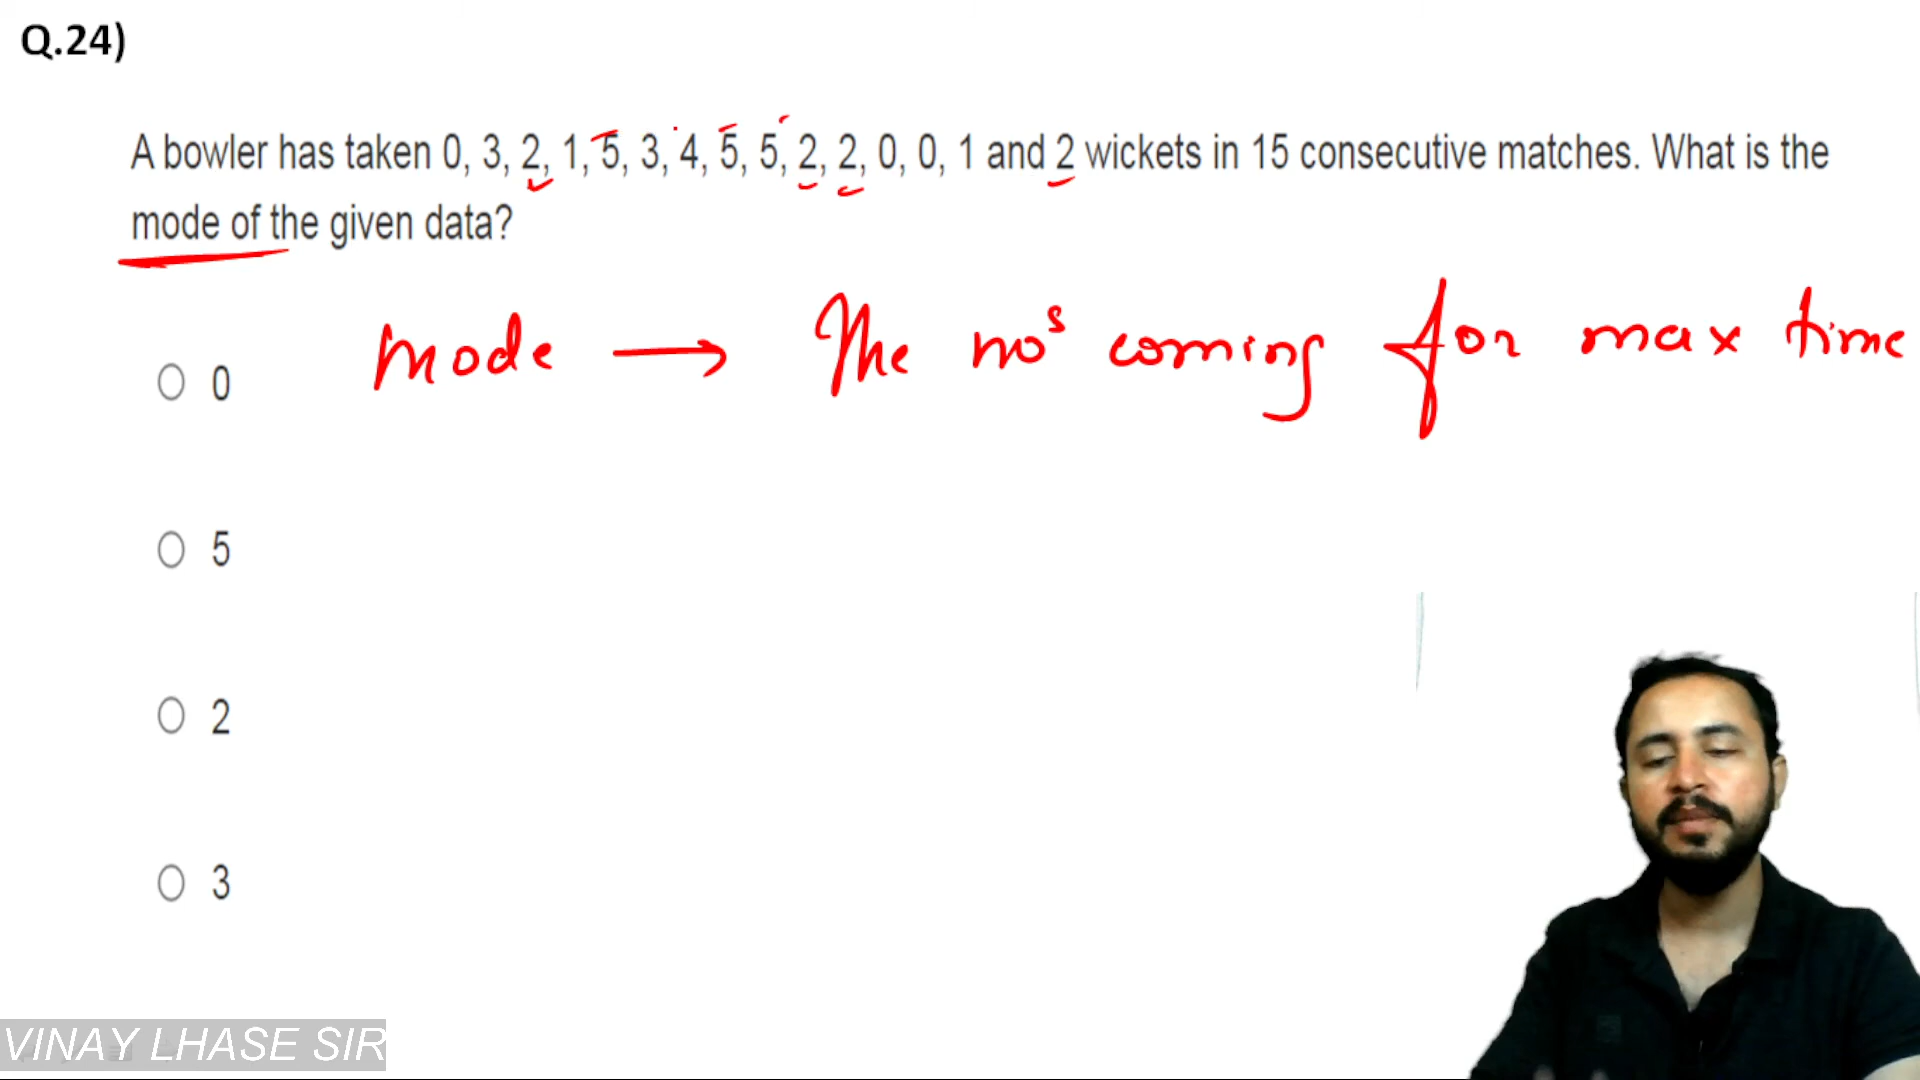 Q.24)
A bowler has taken 0, 3, 2, 1, 5, 3, 4, 5, 5, 2, 2, 0, 0, 1 and 2 wickets in 15 consecutive matches. What is the
mode of the given data?
mode → The nos coming for max time
0
5
2
3
VINAY LHASE SIR